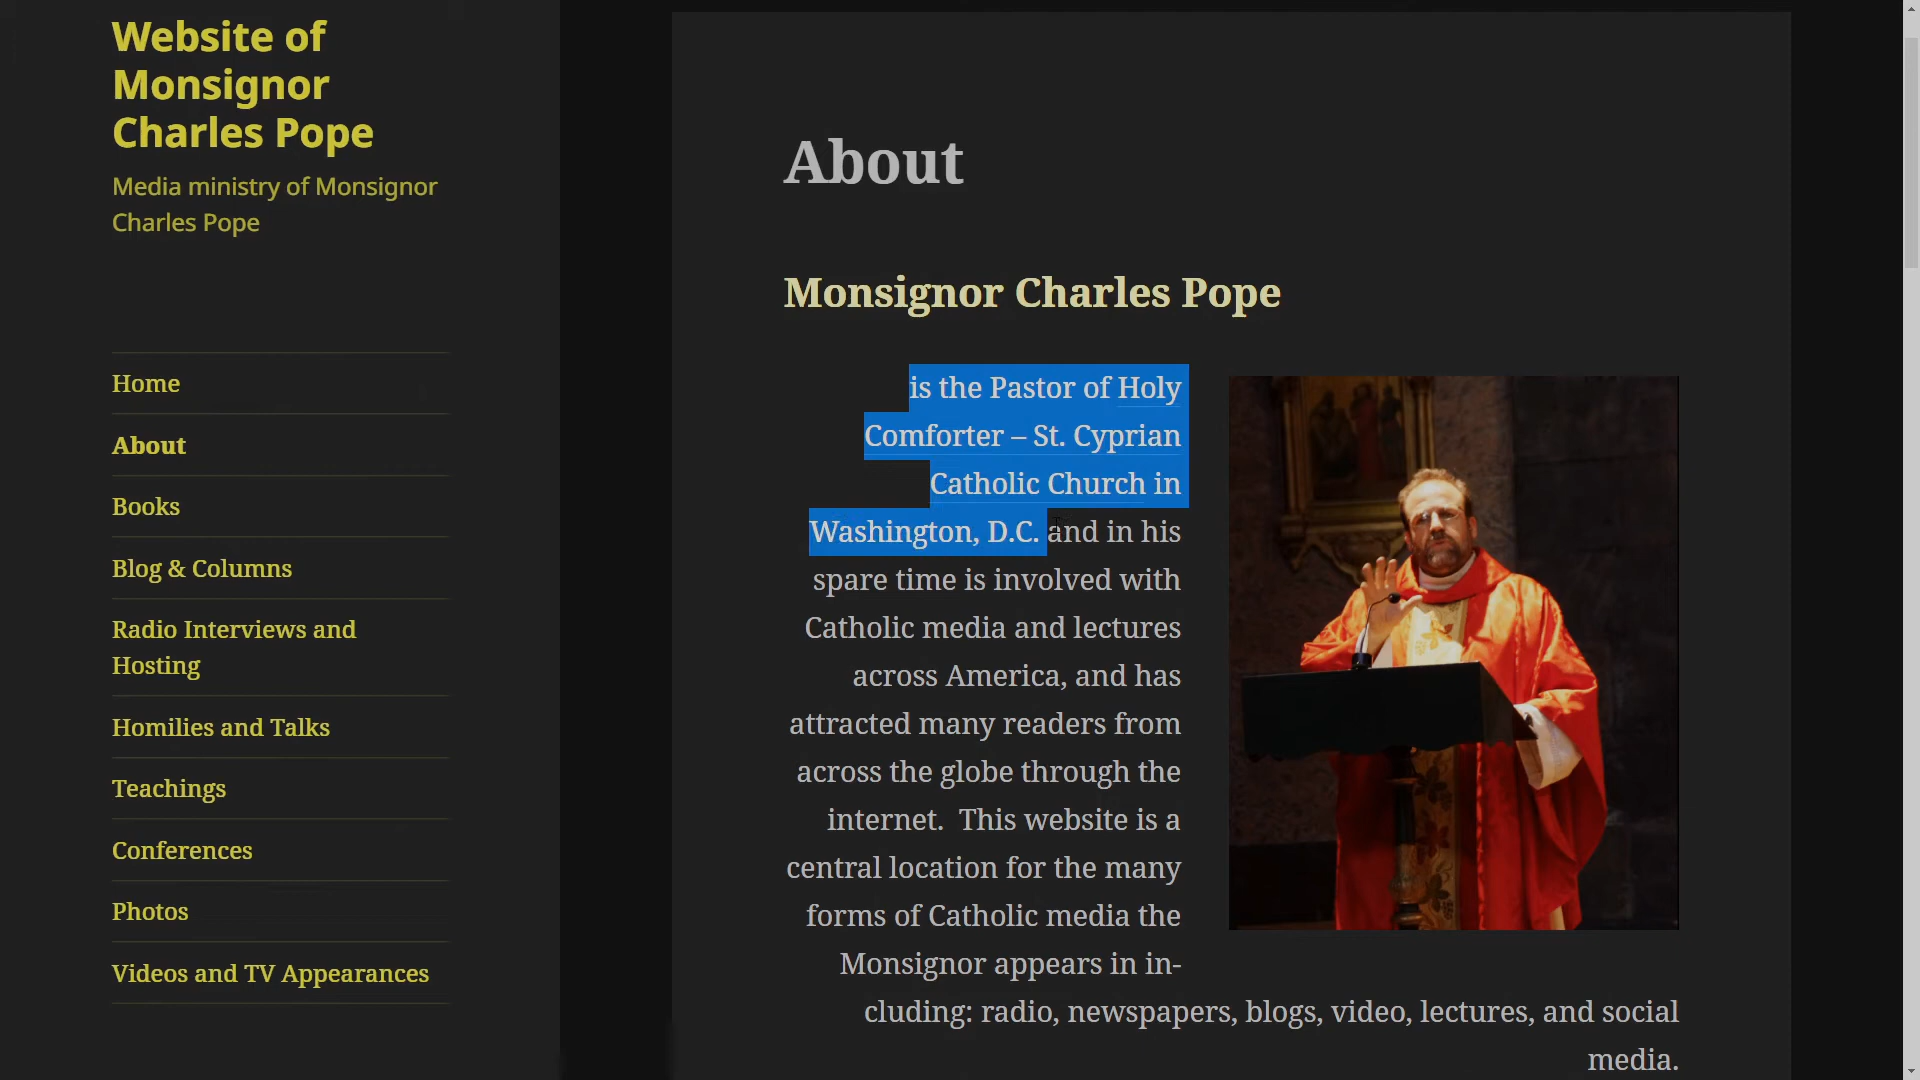 Website of
Monsignor
Charles Pope
Media ministry of Monsignor
Charles Pope
Home
About
Books
Blog & Columns
Radio Interviews and
Hosting
Homilies and Talks
Teachings
Conferences
Photos
Videos and TV Appearances
About
Monsignor Charles Pope
is the Pastor of Holy
Comforter – St. Cyprian
Catholic Church in
Washington, D.C. and in his
spare time is involved with
Catholic media and lectures
across America, and has
attracted many readers from
across the globe through the
internet.  This website is a
central location for the many
forms of Catholic media the
Monsignor appears in in-
cluding: radio, newspapers, blogs, video, lectures, and social
media.